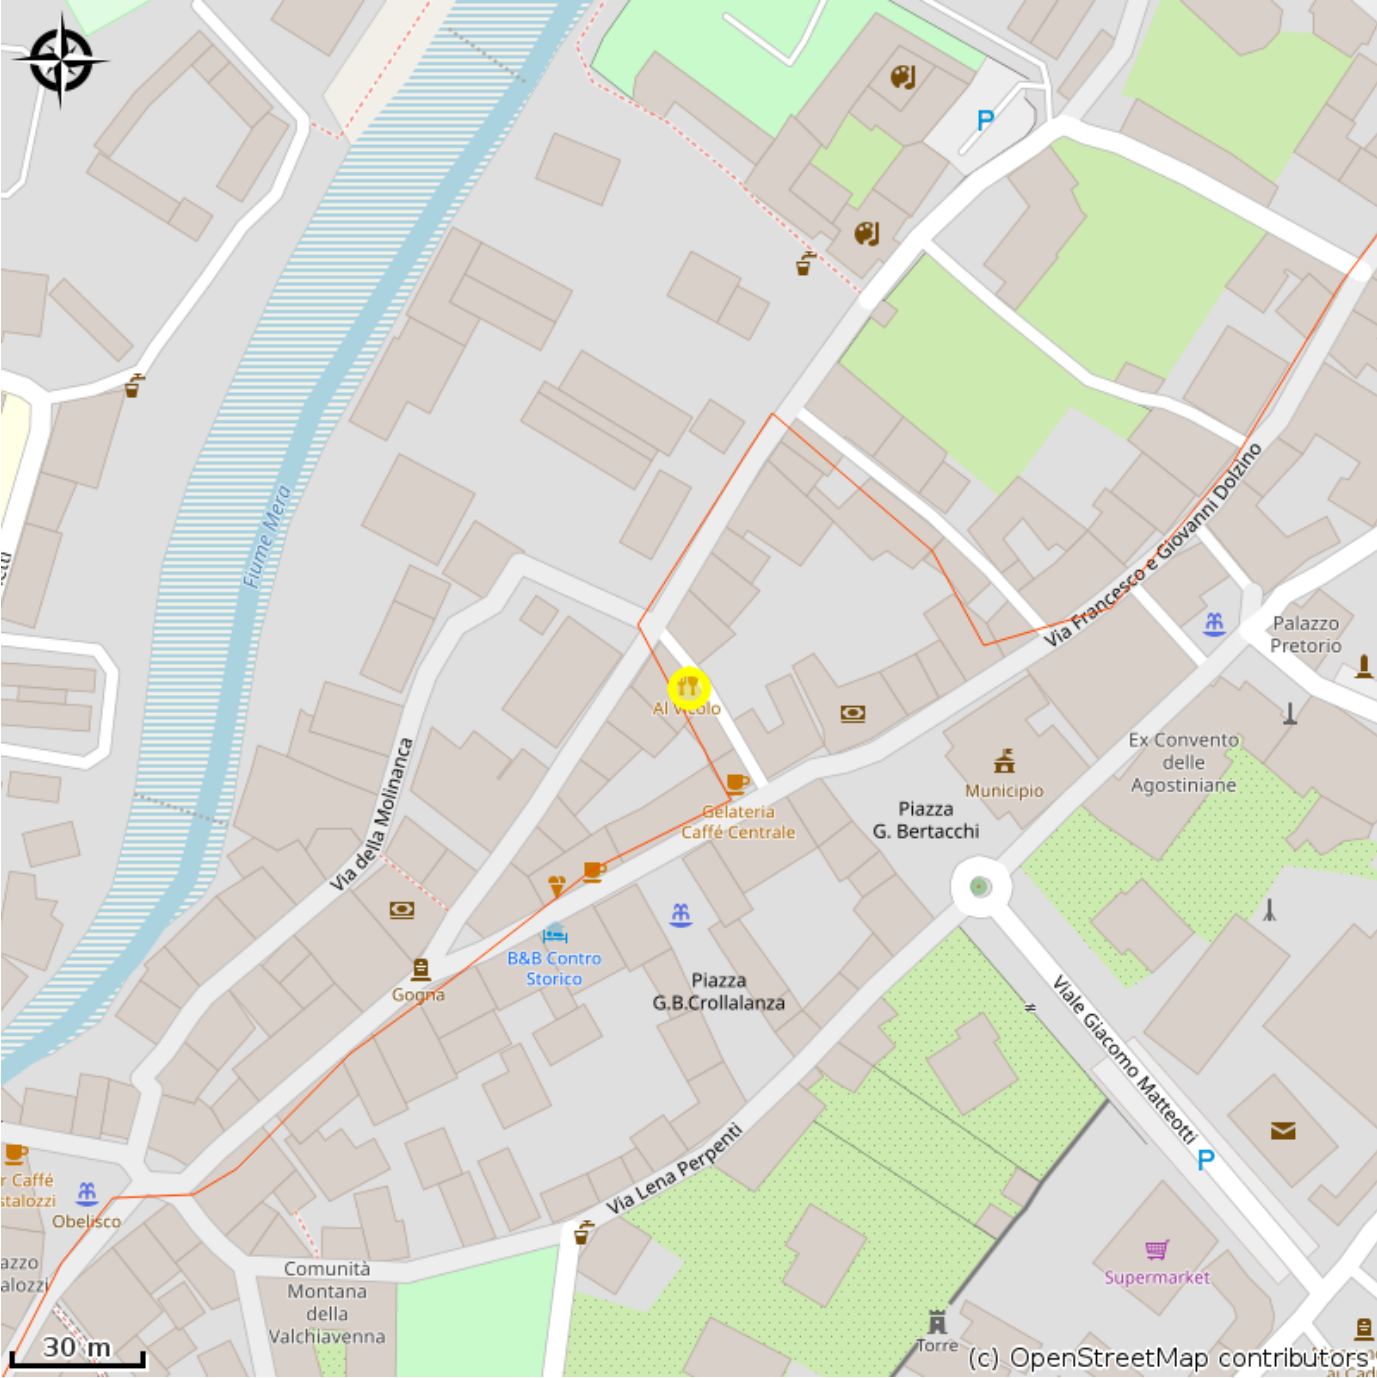 P
Fiume Mera
Via Francesco e Giovanni Dolzino
Palazzo
Pretorio
Al Vicolo
Via della Molinanca
Ex Convento
delle
Agostiniane
Municipio
Gelateria
Caffé Centrale
Piazza
G. Bertacchi
B&B Contro
Storico
Gogna
Piazza
G.B.Crollalanza
Viale Giacomo Matteotti
Via Lena Perpenti
P
r Caffé
stalozzi
Obelisco
azzo
alozzi
Comunità
Montana
della
Valchiavenna
Supermarket
Torre
30 m
(c) OpenStreetMap contributors